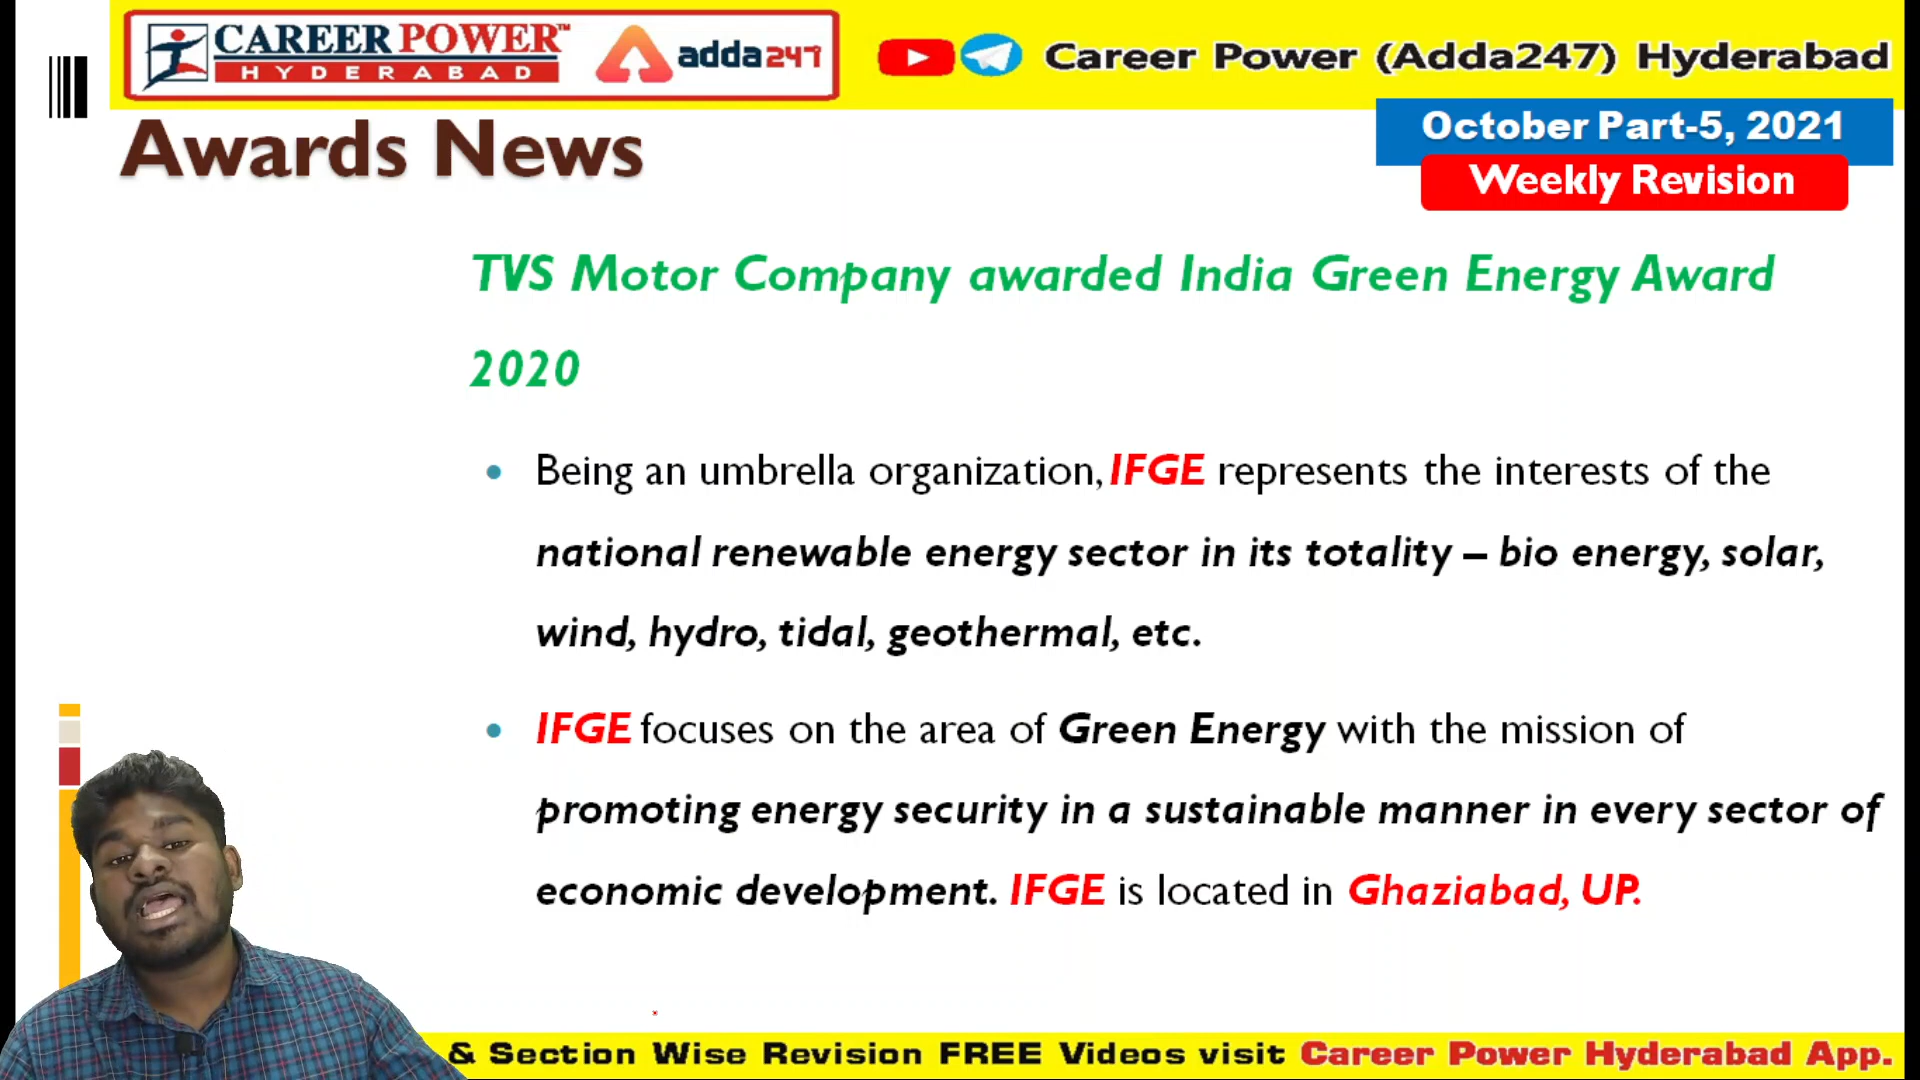 CAREER POWER™
HYDERABAD
adda247
Career Power (Adda247) Hyderabad
Awards News
October Part-5, 2021
Weekly Revision
TVS Motor Company awarded India Green Energy Award
2020
• Being an umbrella organization, IFGE represents the interests of the
national renewable energy sector in its totality – bio energy, solar,
wind, hydro, tidal, geothermal, etc.
• IFGE focuses on the area of Green Energy with the mission of
promoting energy security in a sustainable manner in every sector of
economic development. IFGE is located in Ghaziabad, UP.
& Section Wise Revision FREE Videos visit Career Power Hyderabad App.